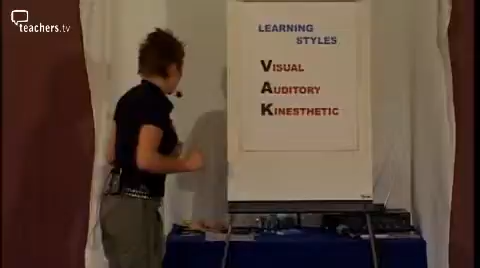 teachers.tv
LEARNING
STYLES
VISUAL
AUDITORY
KINESTHETIC